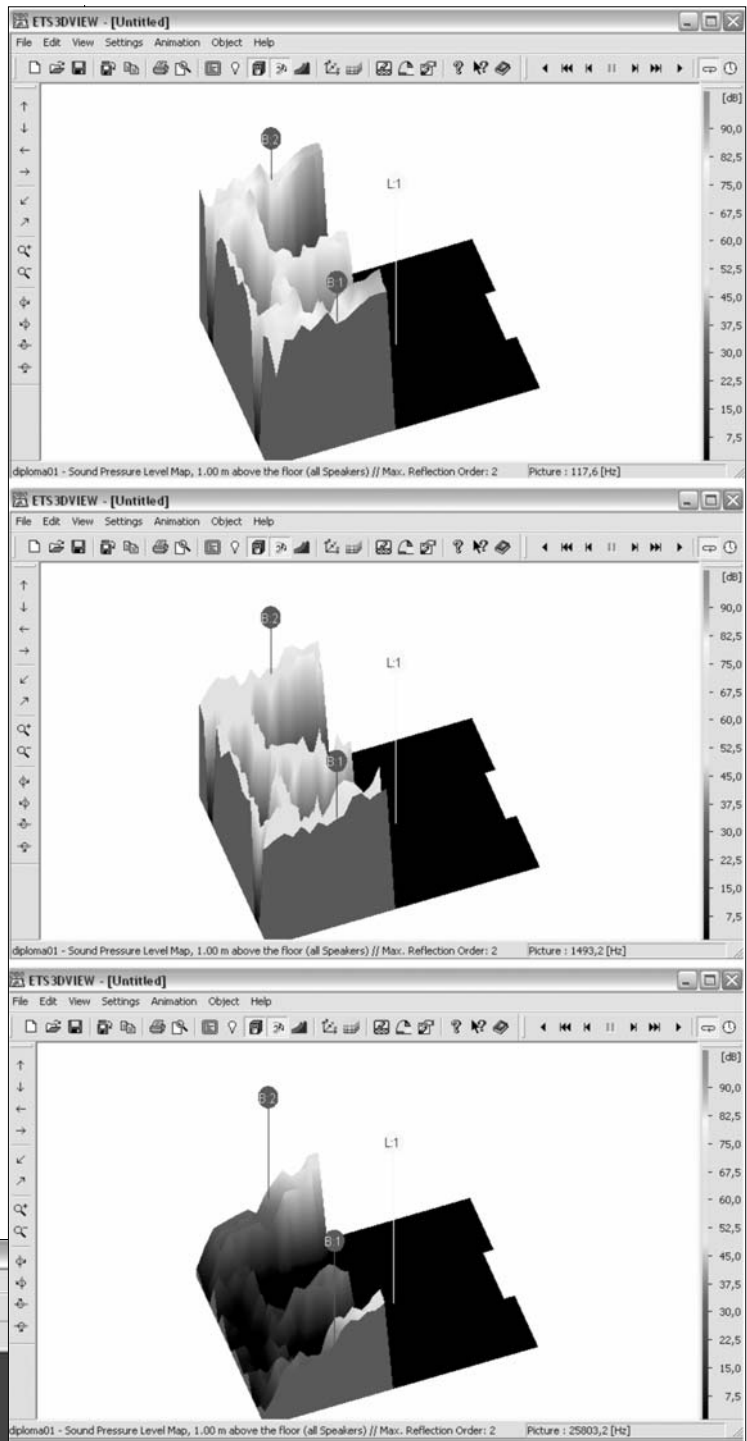 ETS3DVIEW - [Untitled]
File Edit View Settings Animation Object Help
[dB]
B:2
90,0
82,5
L:1
75,0
67,5
60,0
52,5
B:1
45,0
37,5
30,0
22,5
15,0
7,5
diploma01 - Sound Pressure Level Map, 1.00 m above the floor (all Speakers) // Max. Reflection Order: 2 Picture : 117,6 [Hz]
ETS3DVIEW - [Untitled]
File Edit View Settings Animation Object Help
[dB]
90,0
B:2
82,5
L:1
75,0
67,5
60,0
52,5
B:1
45,0
37,5
30,0
22,5
15,0
7,5
diploma01 - Sound Pressure Level Map, 1.00 m above the floor (all Speakers) // Max. Reflection Order: 2 Picture : 1493,2 [Hz]
ETS3DVIEW - [Untitled]
File Edit View Settings Animation Object Help
[dB]
90,0
B:2
82,5
L:1
75,0
67,5
60,0
52,5
B:1
45,0
37,5
30,0
22,5
15,0
7,5
diploma01 - Sound Pressure Level Map, 1.00 m above the floor (all Speakers) // Max. Reflection Order: 2 Picture : 25803,2 [Hz]